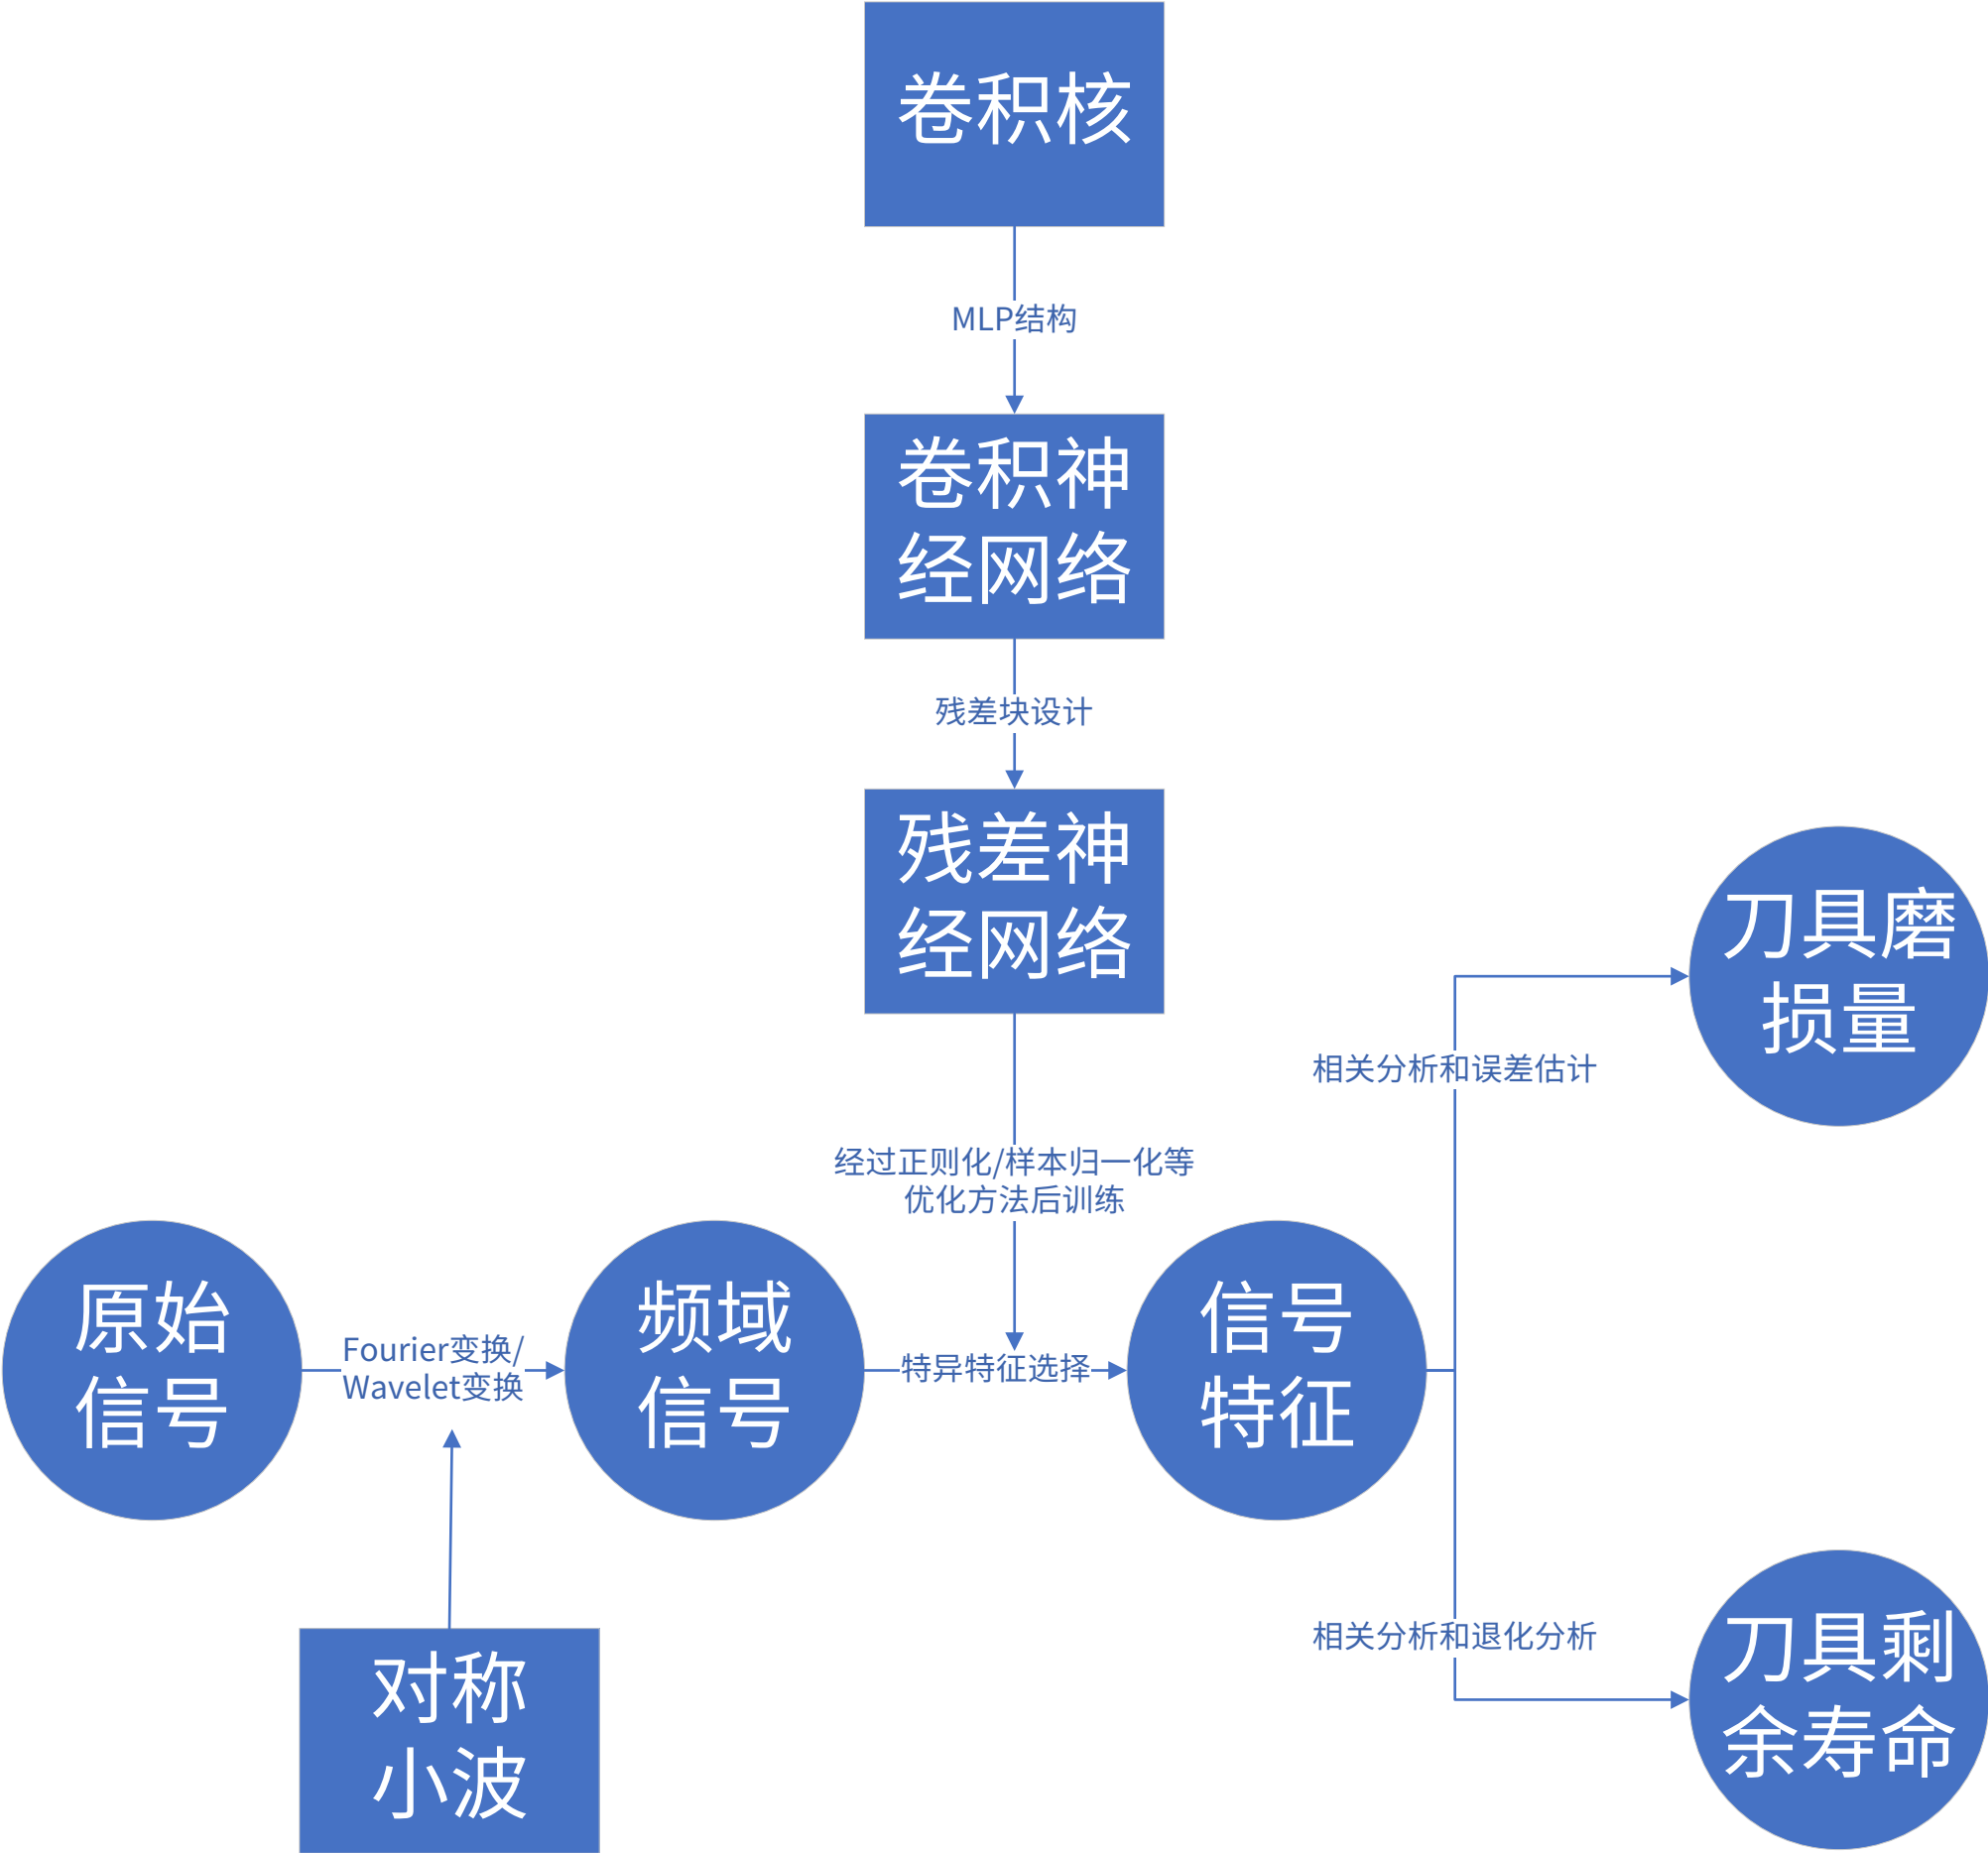 卷积核
MLP结构
卷积神
经网络
残差块设计
残差神
经网络
刀具磨
损量
相关分析和误差估计
经过正则化/样本归一化等
优化方法后训练
原始
信号
Fourier变换/
Wavelet变换
频域
信号
特异特征选择
信号
特征
相关分析和退化分析
对称
小波
刀具剩
余寿命